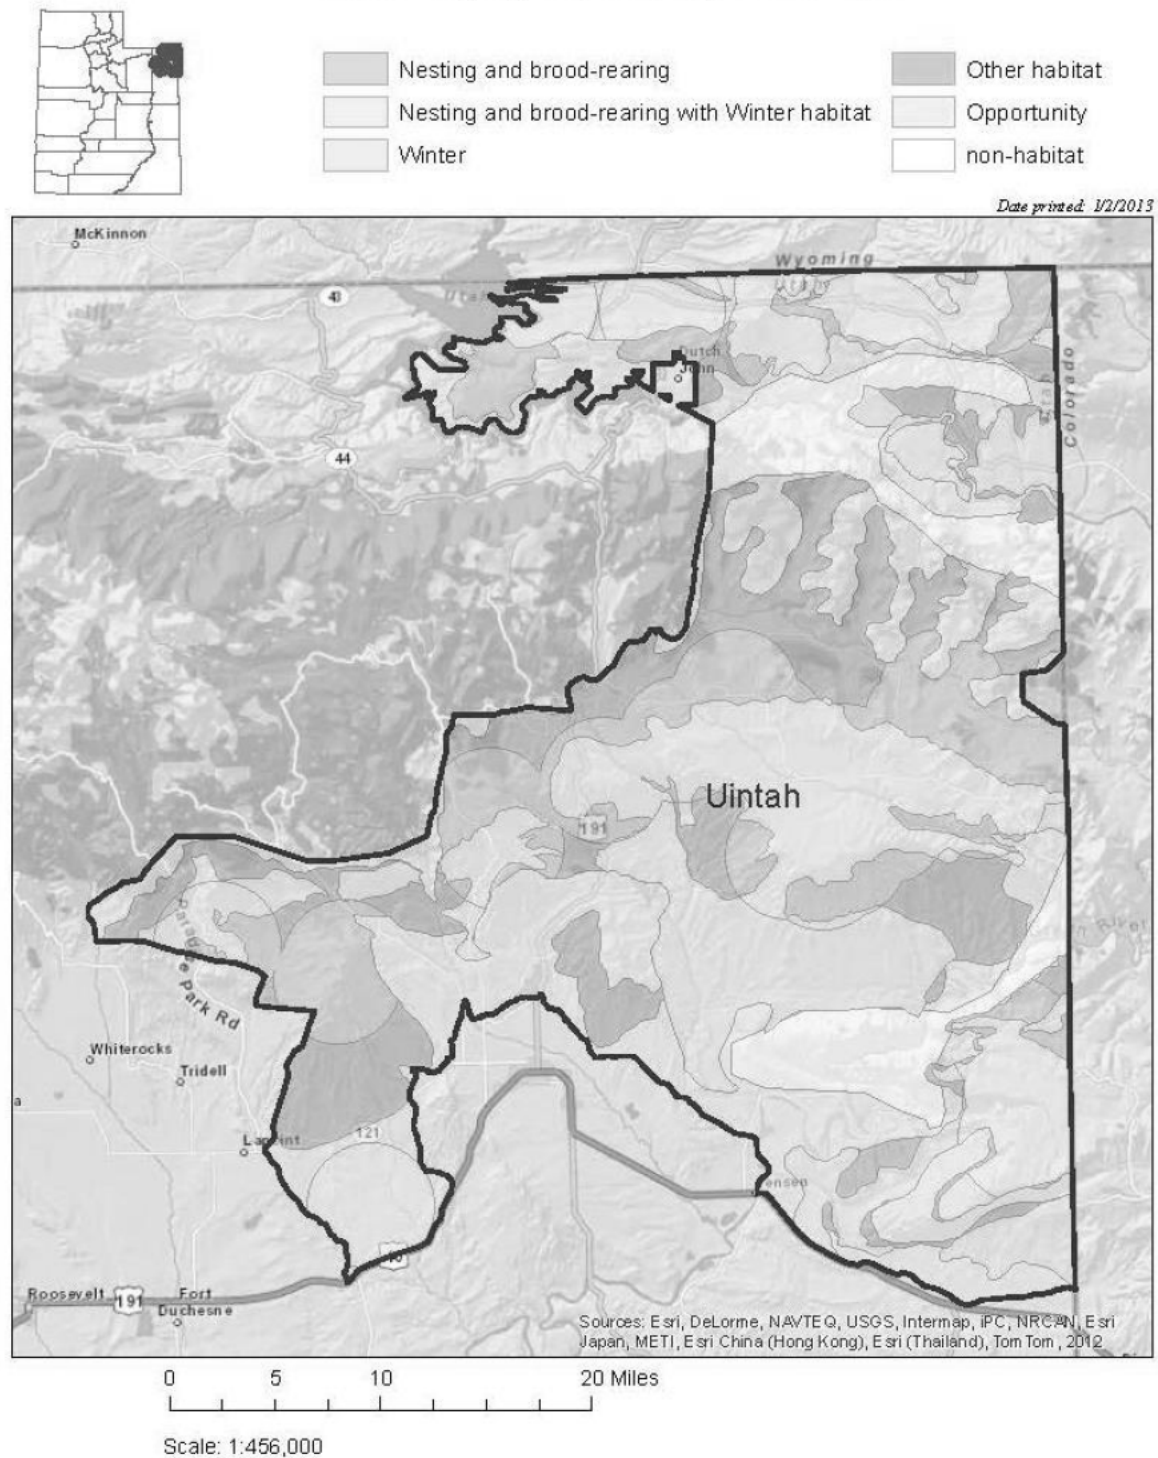 Nesting and brood-rearing
Nesting and brood-rearing with Winter habitat
Winter
Other habitat
Opportunity
non-habitat
Date printed: 1/2/2013
McKinnon
Wyoming
Utah
43
Utah
Dutch
John
Utah
Colorado
44
Uintah
191
Park Rd
Whiterocks
Tridell
a
121
Roosevelt
191
Fort
Duchesne
Sources: Esri, DeLorme, NAVTEQ, USGS, Intermap, iPC, NRCAN, Esri
Japan, METI, Esri China (Hong Kong), Esri (Thailand), TomTom, 2012
0 5 10 20 Miles
Scale: 1:456,000